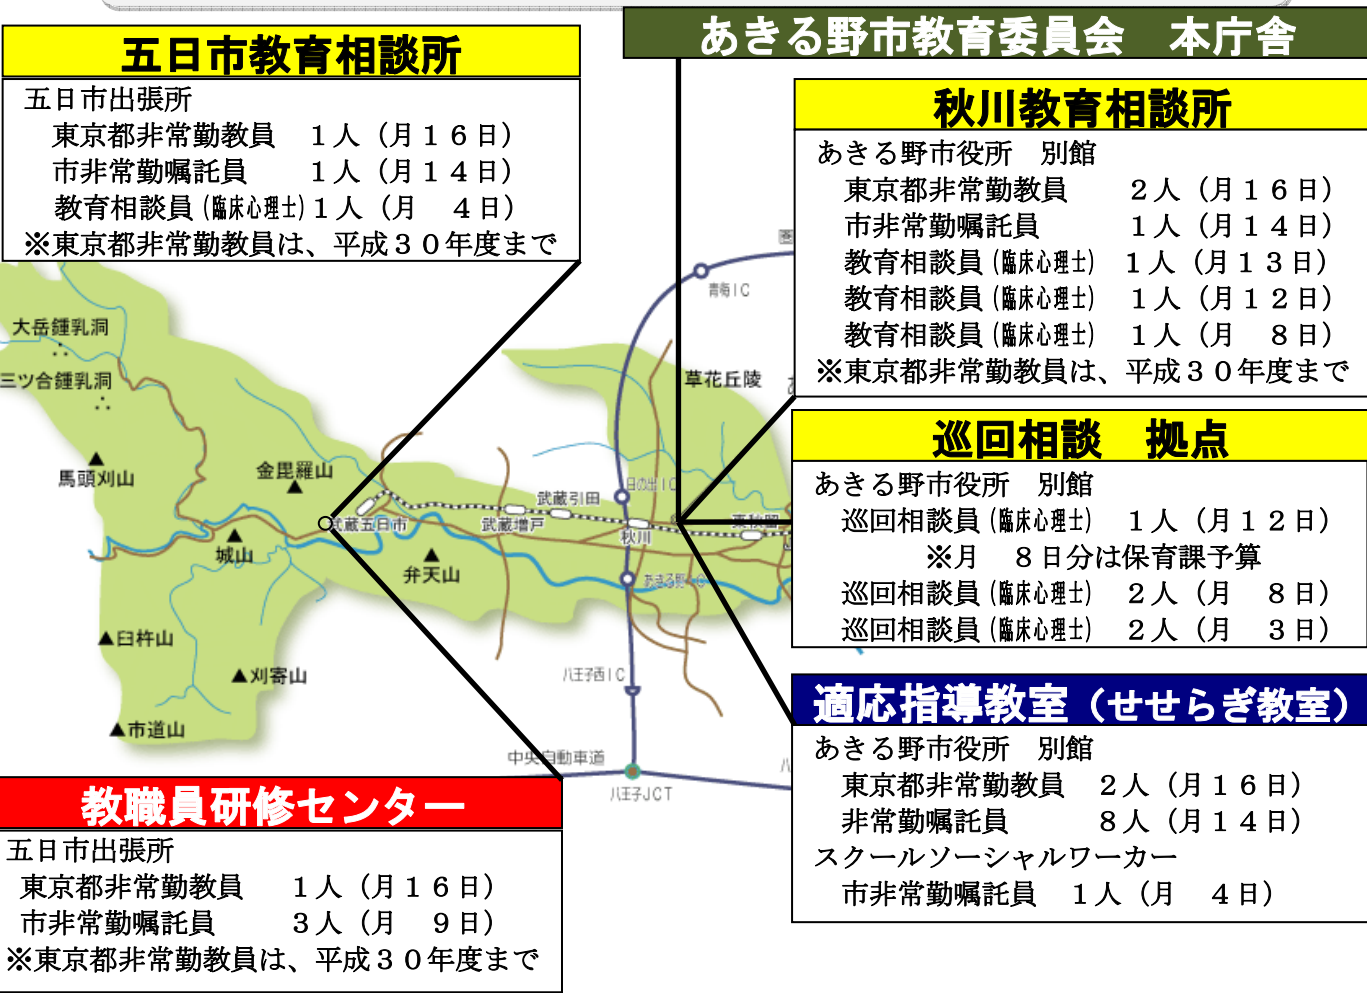 五日市教育相談所
五日市出張所
東京都非常勤教員　１人（月１６日）
市非常勤嘱託員　　１人（月１４日）
教育相談員（臨床心理士）１人（月　４日）
※東京都非常勤教員は、平成３０年度まで
あきる野市教育委員会　本庁舎
秋川教育相談所
あきる野市役所　別館
東京都非常勤教員　　２人（月１６日）
市非常勤嘱託員　　　１人（月１４日）
教育相談員（臨床心理士）　１人（月１３日）
教育相談員（臨床心理士）　１人（月１２日）
教育相談員（臨床心理士）　１人（月　８日）
※東京都非常勤教員は、平成３０年度まで
巡回相談　拠点
あきる野市役所　別館
巡回相談員（臨床心理士）　１人（月１２日）
※月　８日分は保育課予算
巡回相談員（臨床心理士）　２人（月　８日）
巡回相談員（臨床心理士）　２人（月　３日）
適応指導教室（せせらぎ教室）
あきる野市役所　別館
東京都非常勤教員　２人（月１６日）
非常勤嘱託員　　　８人（月１４日）
スクールソーシャルワーカー
市非常勤嘱託員　１人（月　４日）
教職員研修センター
五日市出張所
東京都非常勤教員　１人（月１６日）
市非常勤嘱託員　　３人（月　９日）
※東京都非常勤教員は、平成３０年度まで
青梅IC
大岳鍾乳洞
三ツ合鍾乳洞
草花丘陵
馬頭刈山
金毘羅山
武蔵五日市
武蔵増戸
武蔵引田
日の出IC
秋川
東秋留
城山
弁天山
臼杵山
刈寄山
市道山
八王子西IC
中央自動車道
八王子JCT